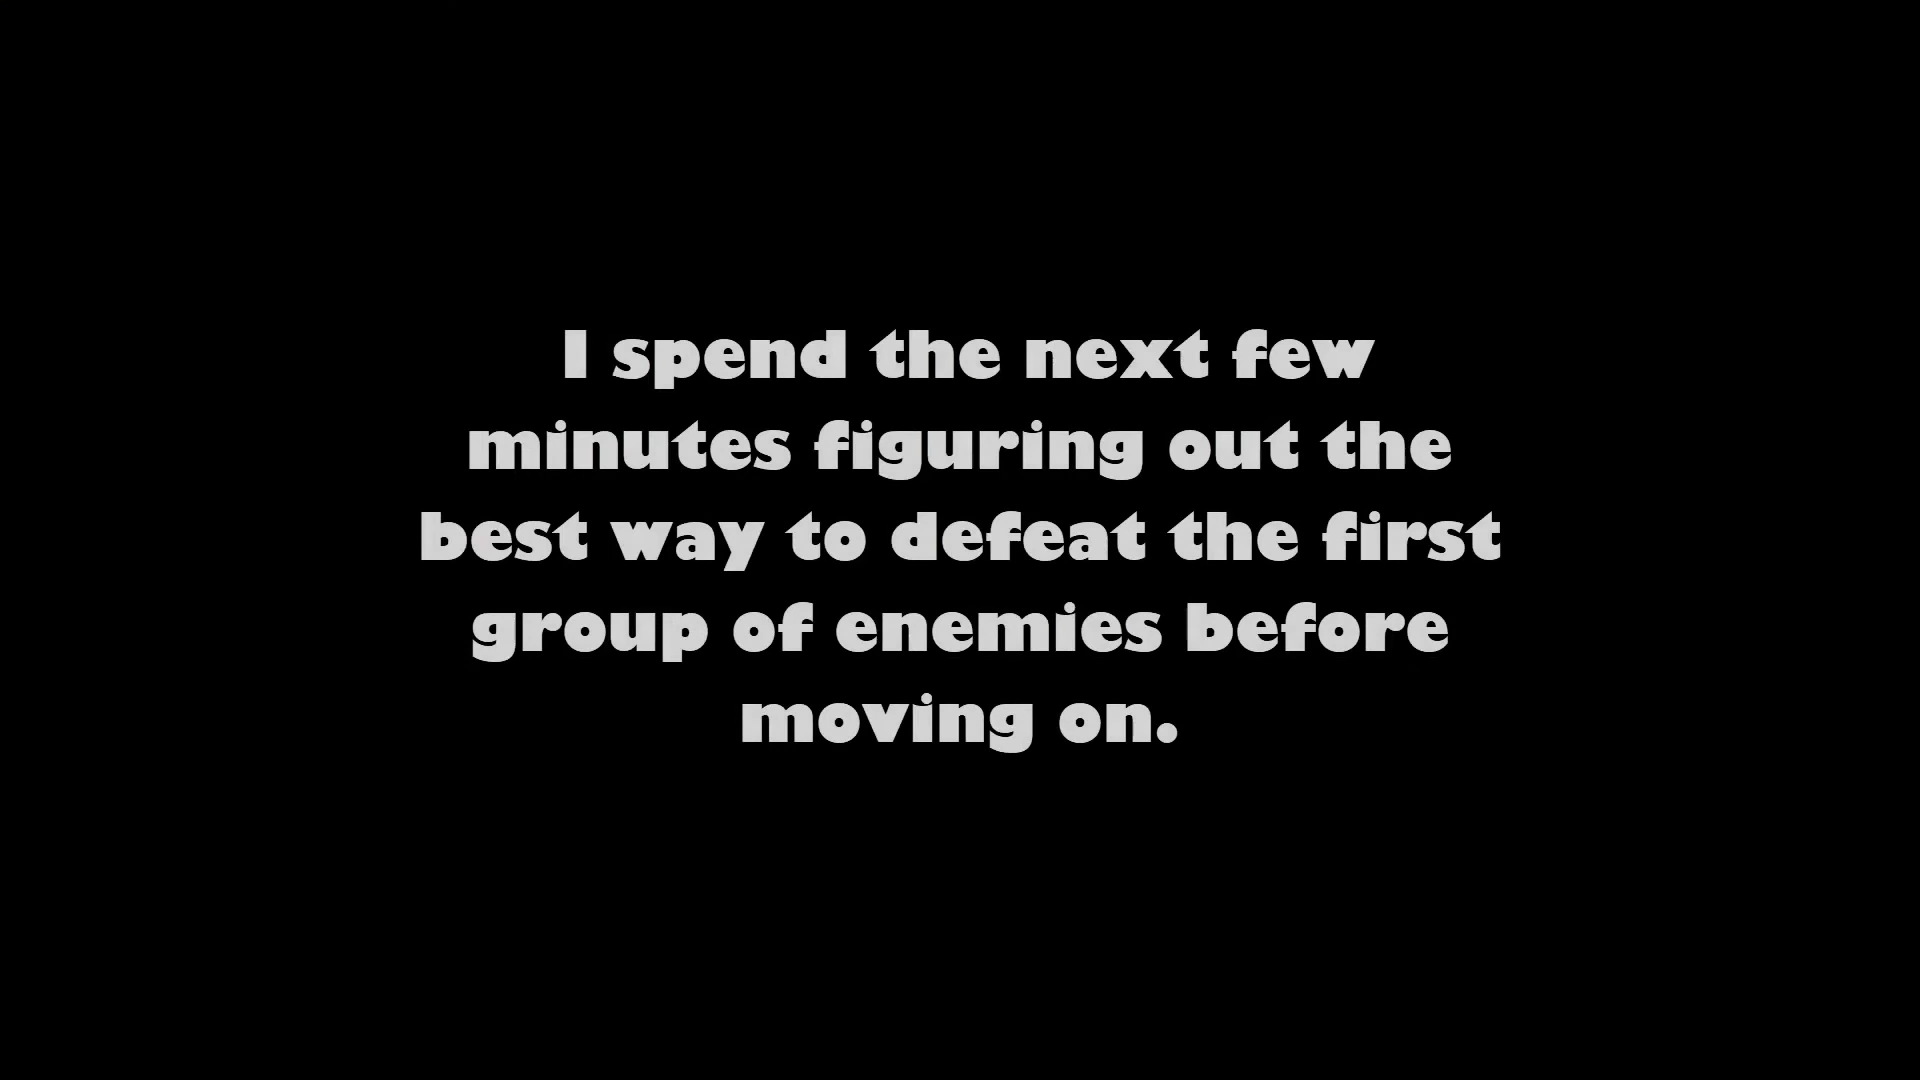 I spend the next few
minutes figuring out the
best way to defeat the first
group of enemies before
moving on.